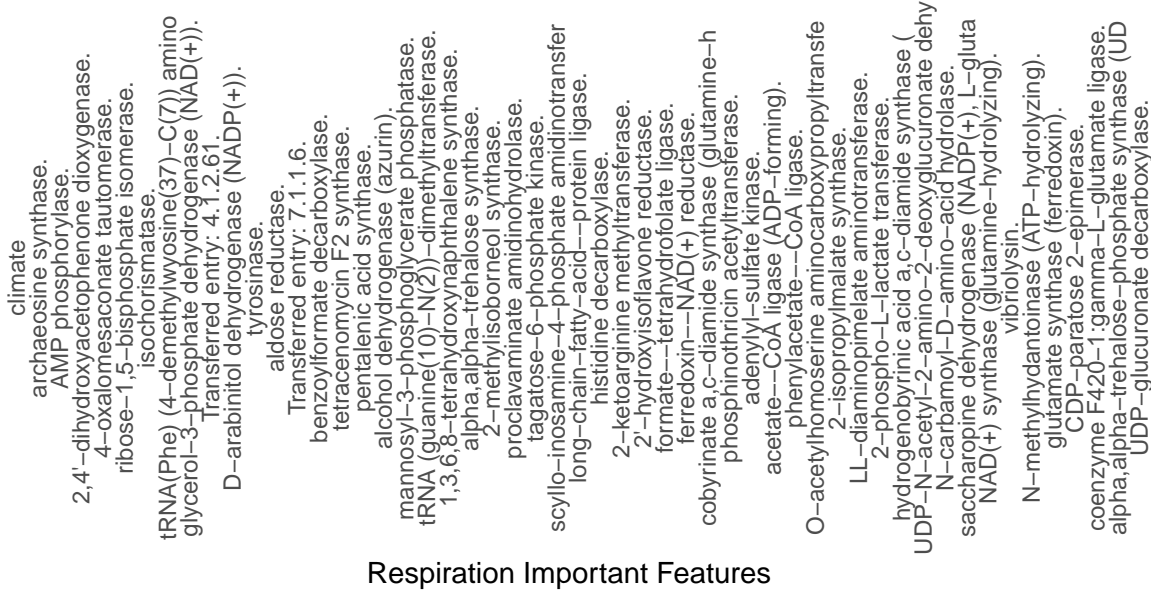 climate
archaeosine synthase.
AMP phosphorylase.
2,4'−dihydroxyacetophenone dioxygenase.
4−oxalomesaconate tautomerase.
ribose−1,5−bisphosphate isomerase.
isochorismatase.
tRNA(Phe) (4−demethylwyosine(37)−C(7)) amino
glycerol−3−phosphate dehydrogenase (NAD(+)).
Transferred entry: 4.1.2.61.
D−arabinitol dehydrogenase (NADP(+)).
tyrosinase.
aldose reductase.
Transferred entry: 7.1.1.6.
benzoylformate decarboxylase.
tetracenomycin F2 synthase.
pentalenic acid synthase.
alcohol dehydrogenase (azurin).
mannosyl−3−phosphoglycerate phosphatase.
tRNA (guanine(10)−N(2))−dimethyltransferase.
1,3,6,8−tetrahydroxynaphthalene synthase.
alpha,alpha−trehalose synthase.
2−methylisoborneol synthase.
proclavaminate amidinohydrolase.
tagatose−6−phosphate kinase.
scyllo−inosamine−4−phosphate amidinotransfer
long−chain−fatty−acid−−−protein ligase.
histidine decarboxylase.
2−ketoarginine methyltransferase.
2'−hydroxyisoflavone reductase.
formate−−−tetrahydrofolate ligase.
ferredoxin−−−NAD(+) reductase.
cobyrinate a,c−diamide synthase (glutamine−h
phosphinothricin acetyltransferase.
adenylyl−sulfate kinase.
acetate−−−CoA ligase (ADP−forming).
phenylacetate−−−CoA ligase.
O−acetylhomoserine aminocarboxypropyltransfe
2−isopropylmalate synthase.
LL−diaminopimelate aminotransferase.
2−phospho−L−lactate transferase.
hydrogenobyrinic acid a,c−diamide synthase (
UDP−N−acetyl−2−amino−2−deoxyglucuronate dehy
N−carbamoyl−D−amino−acid hydrolase.
saccharopine dehydrogenase (NADP(+), L−gluta
NAD(+) synthase (glutamine−hydrolyzing).
vibriolysin.
N−methylhydantoinase (ATP−hydrolyzing).
glutamate synthase (ferredoxin).
CDP−paratose 2−epimerase.
coenzyme F420−1:gamma−L−glutamate ligase.
alpha,alpha−trehalose−phosphate synthase (UD
UDP−glucuronate decarboxylase.
Respiration Important Features